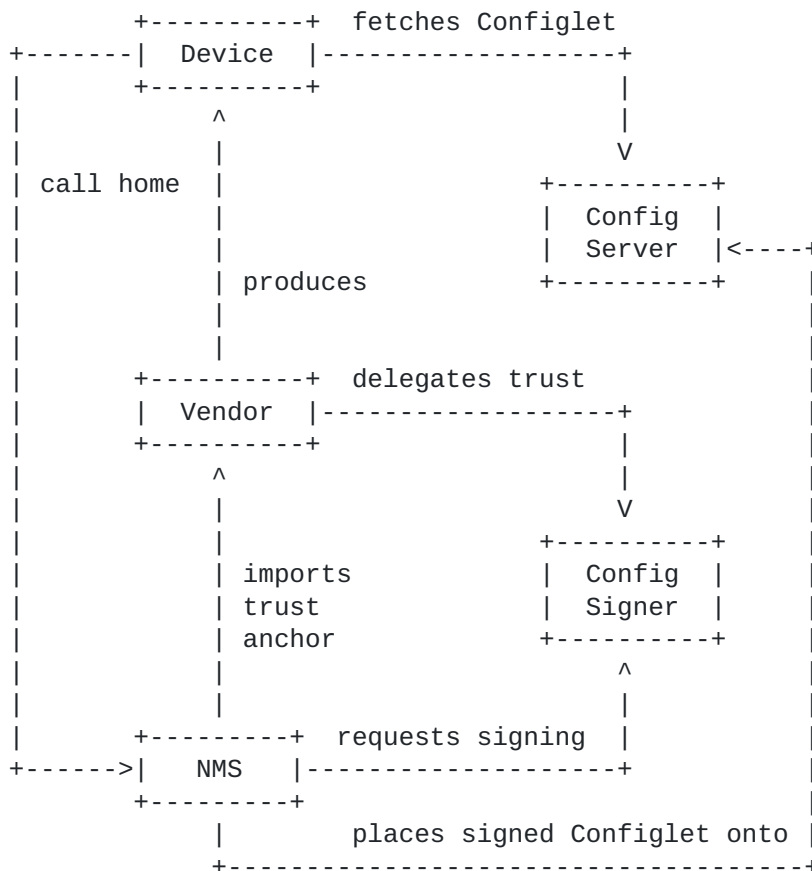 fetches Configlet
Device
call home
Config
Server
produces
delegates trust
Vendor
imports
trust
anchor
Config
Signer
requests signing
NMS
places signed Configlet onto